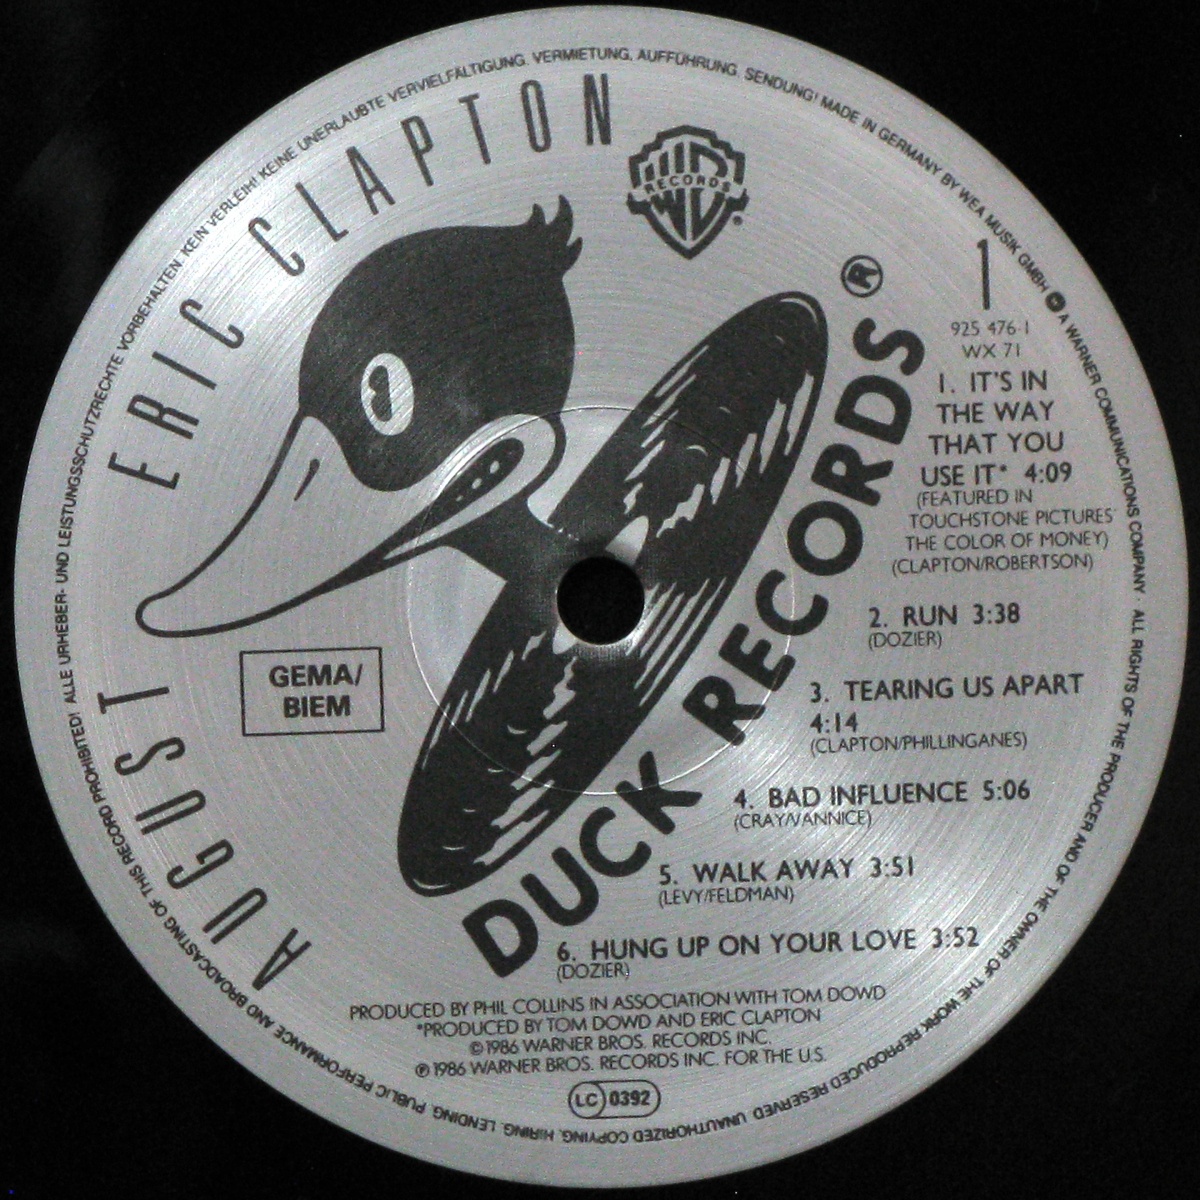 ALLE URHEBER- UND LEISTUNGSSCHUTZRECHTE VORBEHALTEN. KEIN VERLEIH! KEINE UNERLAUBTE VERVIELFÄLTIGUNG. VERMIETUNG, AUFFÜHRUNG. SENDUNG! MADE IN GERMANY BY WEA MUSIK GMBH A WARNER COMMUNICATIONS COMPANY · ALL RIGHTS OF THE PRODUCER AND OF THE OWNER OF THE WORK REPRODUCED RESERVED UNAUTHORIZED COPYING, HIRING, LENDING, PUBLIC PERFORMANCE AND BROADCASTING OF THIS RECORD PROHIBITED!
AUGUST ERIC CLAPTON
WB
RECORDS
®
DUCK RECORDS®
GEMA/
BIEM
1
925 476-1
WX 71
1. IT'S IN
THE WAY
THAT YOU
USE IT* 4:09
(FEATURED IN
TOUCHSTONE PICTURES'
THE COLOR OF MONEY)
(CLAPTON/ROBERTSON)
2. RUN 3:38
(DOZIER)
3. TEARING US APART
4:14
(CLAPTON/PHILLINGANES)
4. BAD INFLUENCE 5:06
(CRAY/VANNICE)
5. WALK AWAY 3:51
(LEVY/FELDMAN)
6. HUNG UP ON YOUR LOVE 3:52
(DOZIER)
PRODUCED BY PHIL COLLINS IN ASSOCIATION WITH TOM DOWD
*PRODUCED BY TOM DOWD AND ERIC CLAPTON
©1986 WARNER BROS. RECORDS INC.
℗1986 WARNER BROS. RECORDS INC. FOR THE U.S.
LC 0392